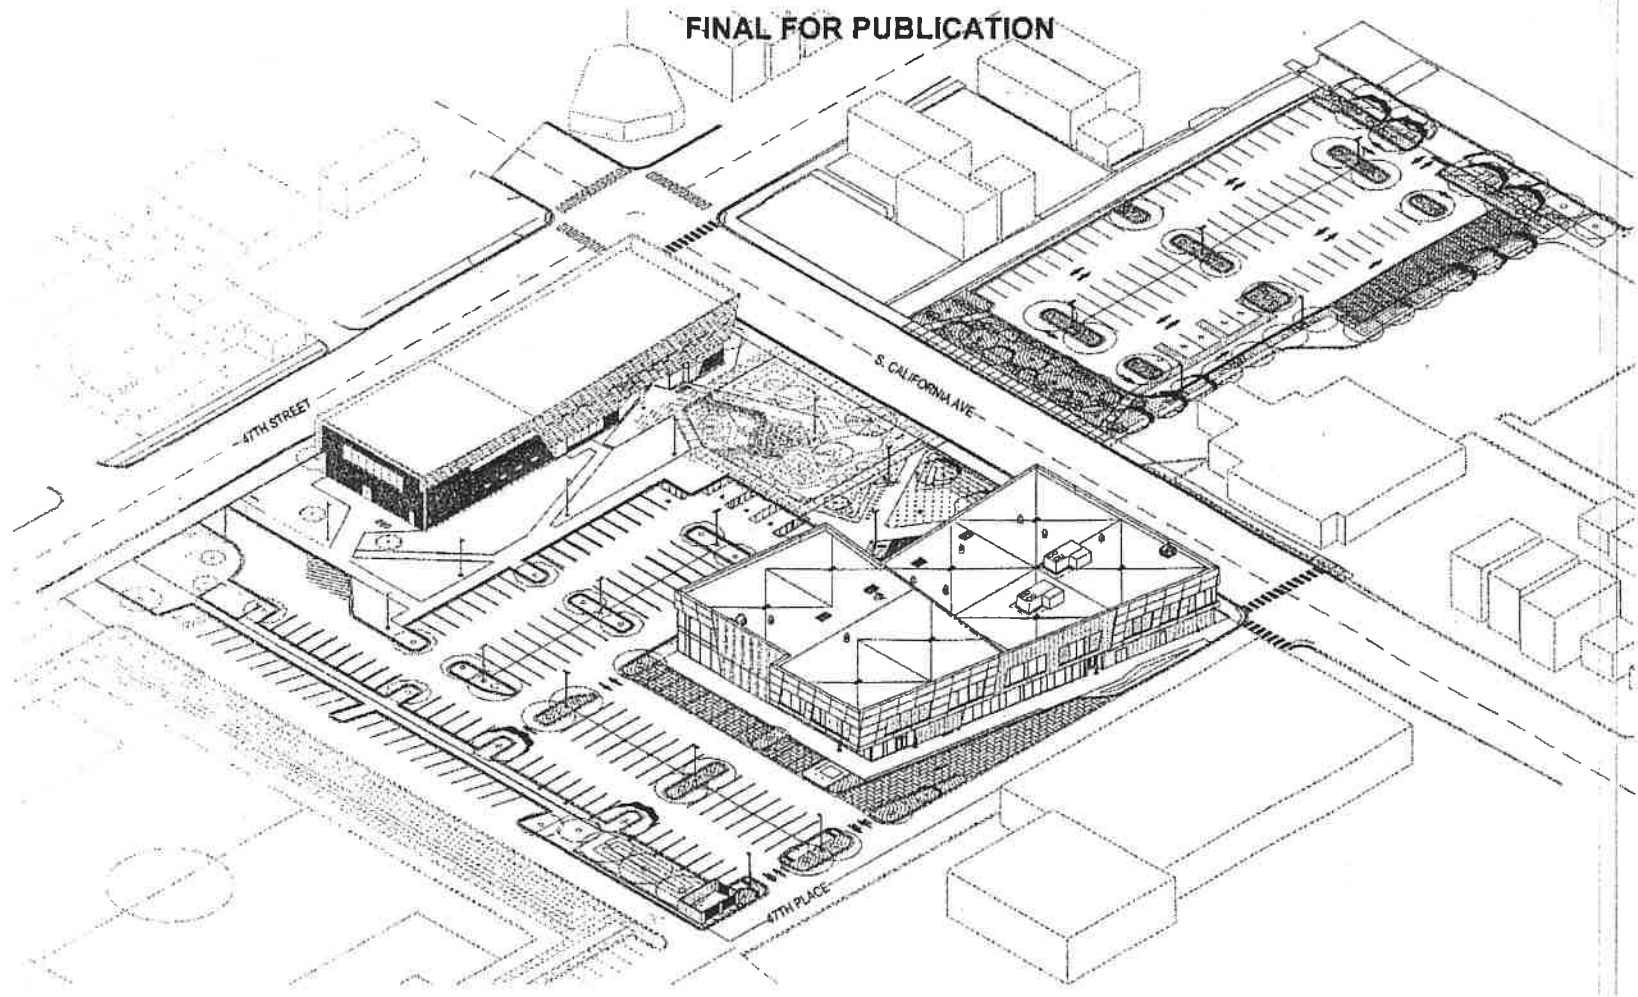 FINAL FOR PUBLICATION
S. CALIFORNIA AVE
47TH STREET
47TH PLACE